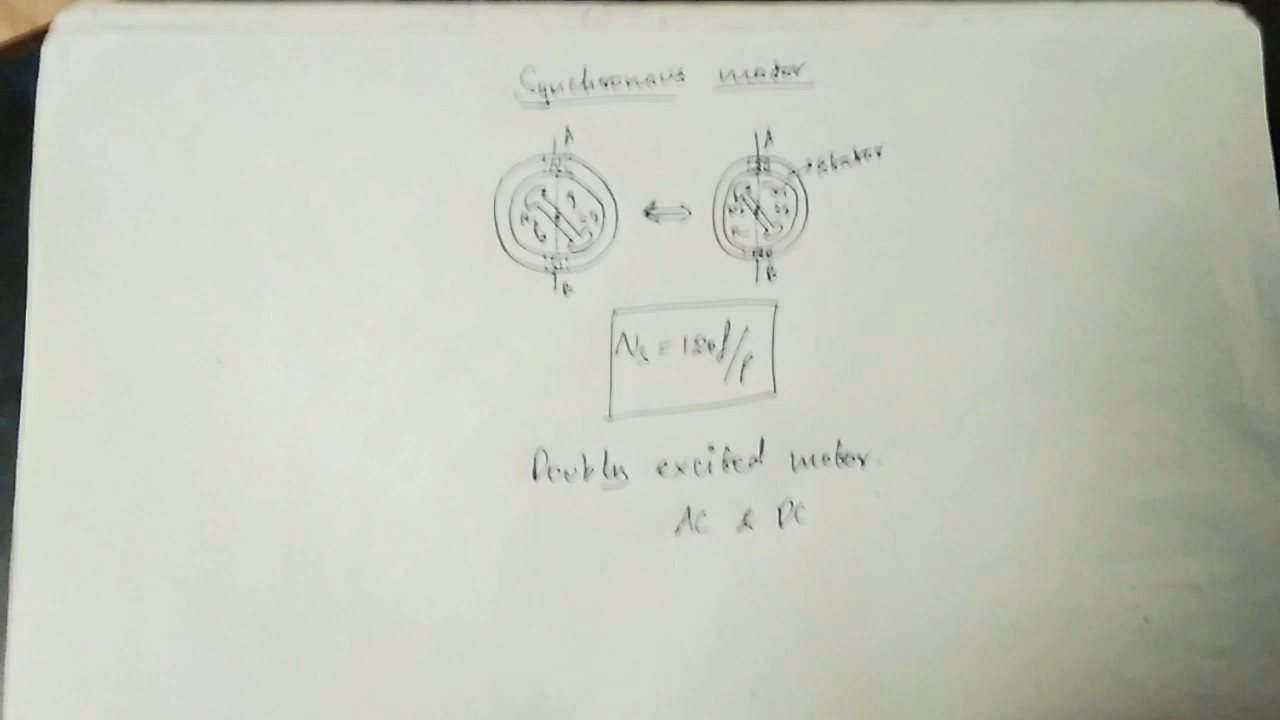 Synchronous motor
A A
stator
B B
Ns = 120f/p
Doubly excited motor.
AC & DC